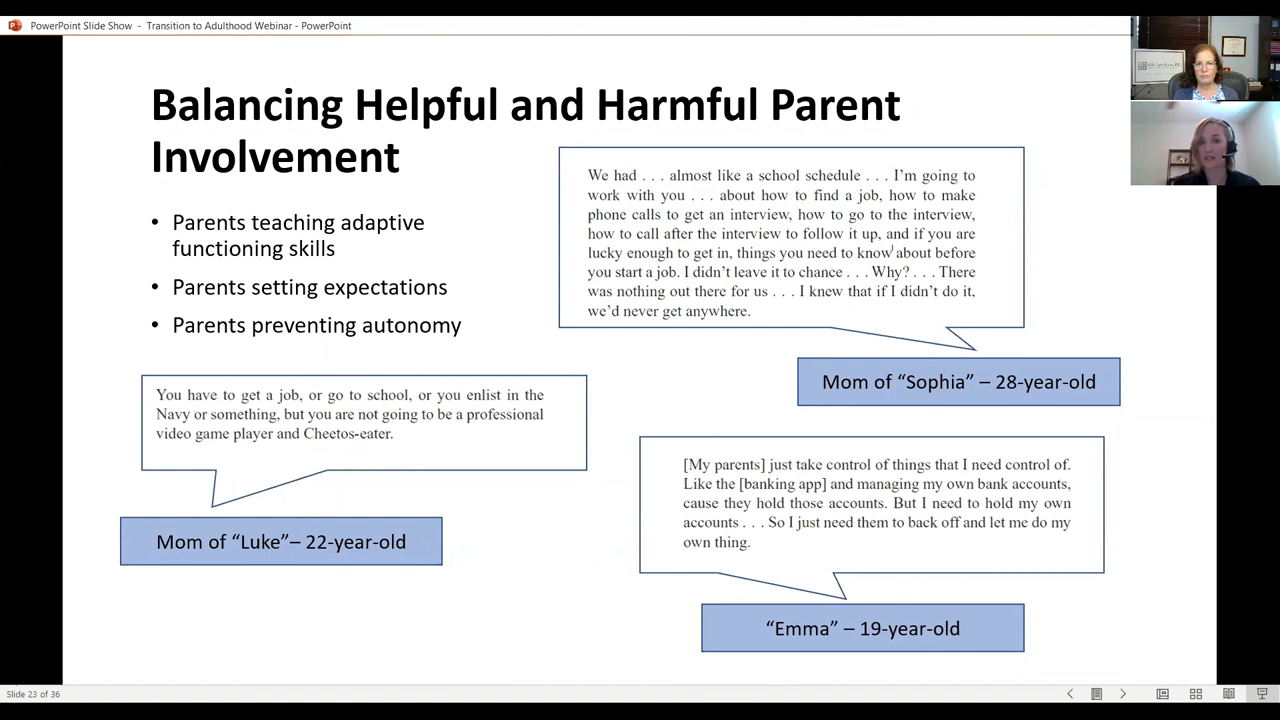 PowerPoint Slide Show - Transition to Adulthood Webinar - PowerPoint
Balancing Helpful and Harmful Parent
Involvement
• Parents teaching adaptive
functioning skills
• Parents setting expectations
• Parents preventing autonomy
We had . . . almost like a school schedule . . . I’m going to
work with you . . . about how to find a job, how to make
phone calls to get an interview, how to go to the interview,
how to call after the interview to follow it up, and if you are
lucky enough to get in, things you need to know about before
you start a job. I didn’t leave it to chance . . . Why? . . . There
was nothing out there for us . . . I knew that if I didn’t do it,
we’d never get anywhere.
Mom of “Sophia” – 28-year-old
You have to get a job, or go to school, or you enlist in the
Navy or something, but you are not going to be a professional
video game player and Cheetos-eater.
Mom of “Luke”– 22-year-old
[My parents] just take control of things that I need control of.
Like the [banking app] and managing my own bank accounts,
cause they hold those accounts. But I need to hold my own
accounts . . . So I just need them to back off and let me do my
own thing.
“Emma” – 19-year-old
Slide 23 of 36